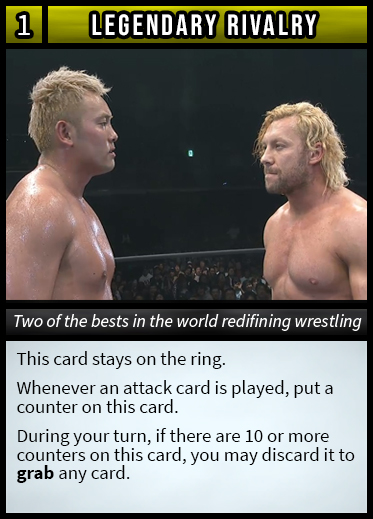 1 LEGENDARY RIVALRY
Two of the bests in the world redifining wrestling
This card stays on the ring.
Whenever an attack card is played, put a
counter on this card.
During your turn, if there are 10 or more
counters on this card, you may discard it to
grab any card.